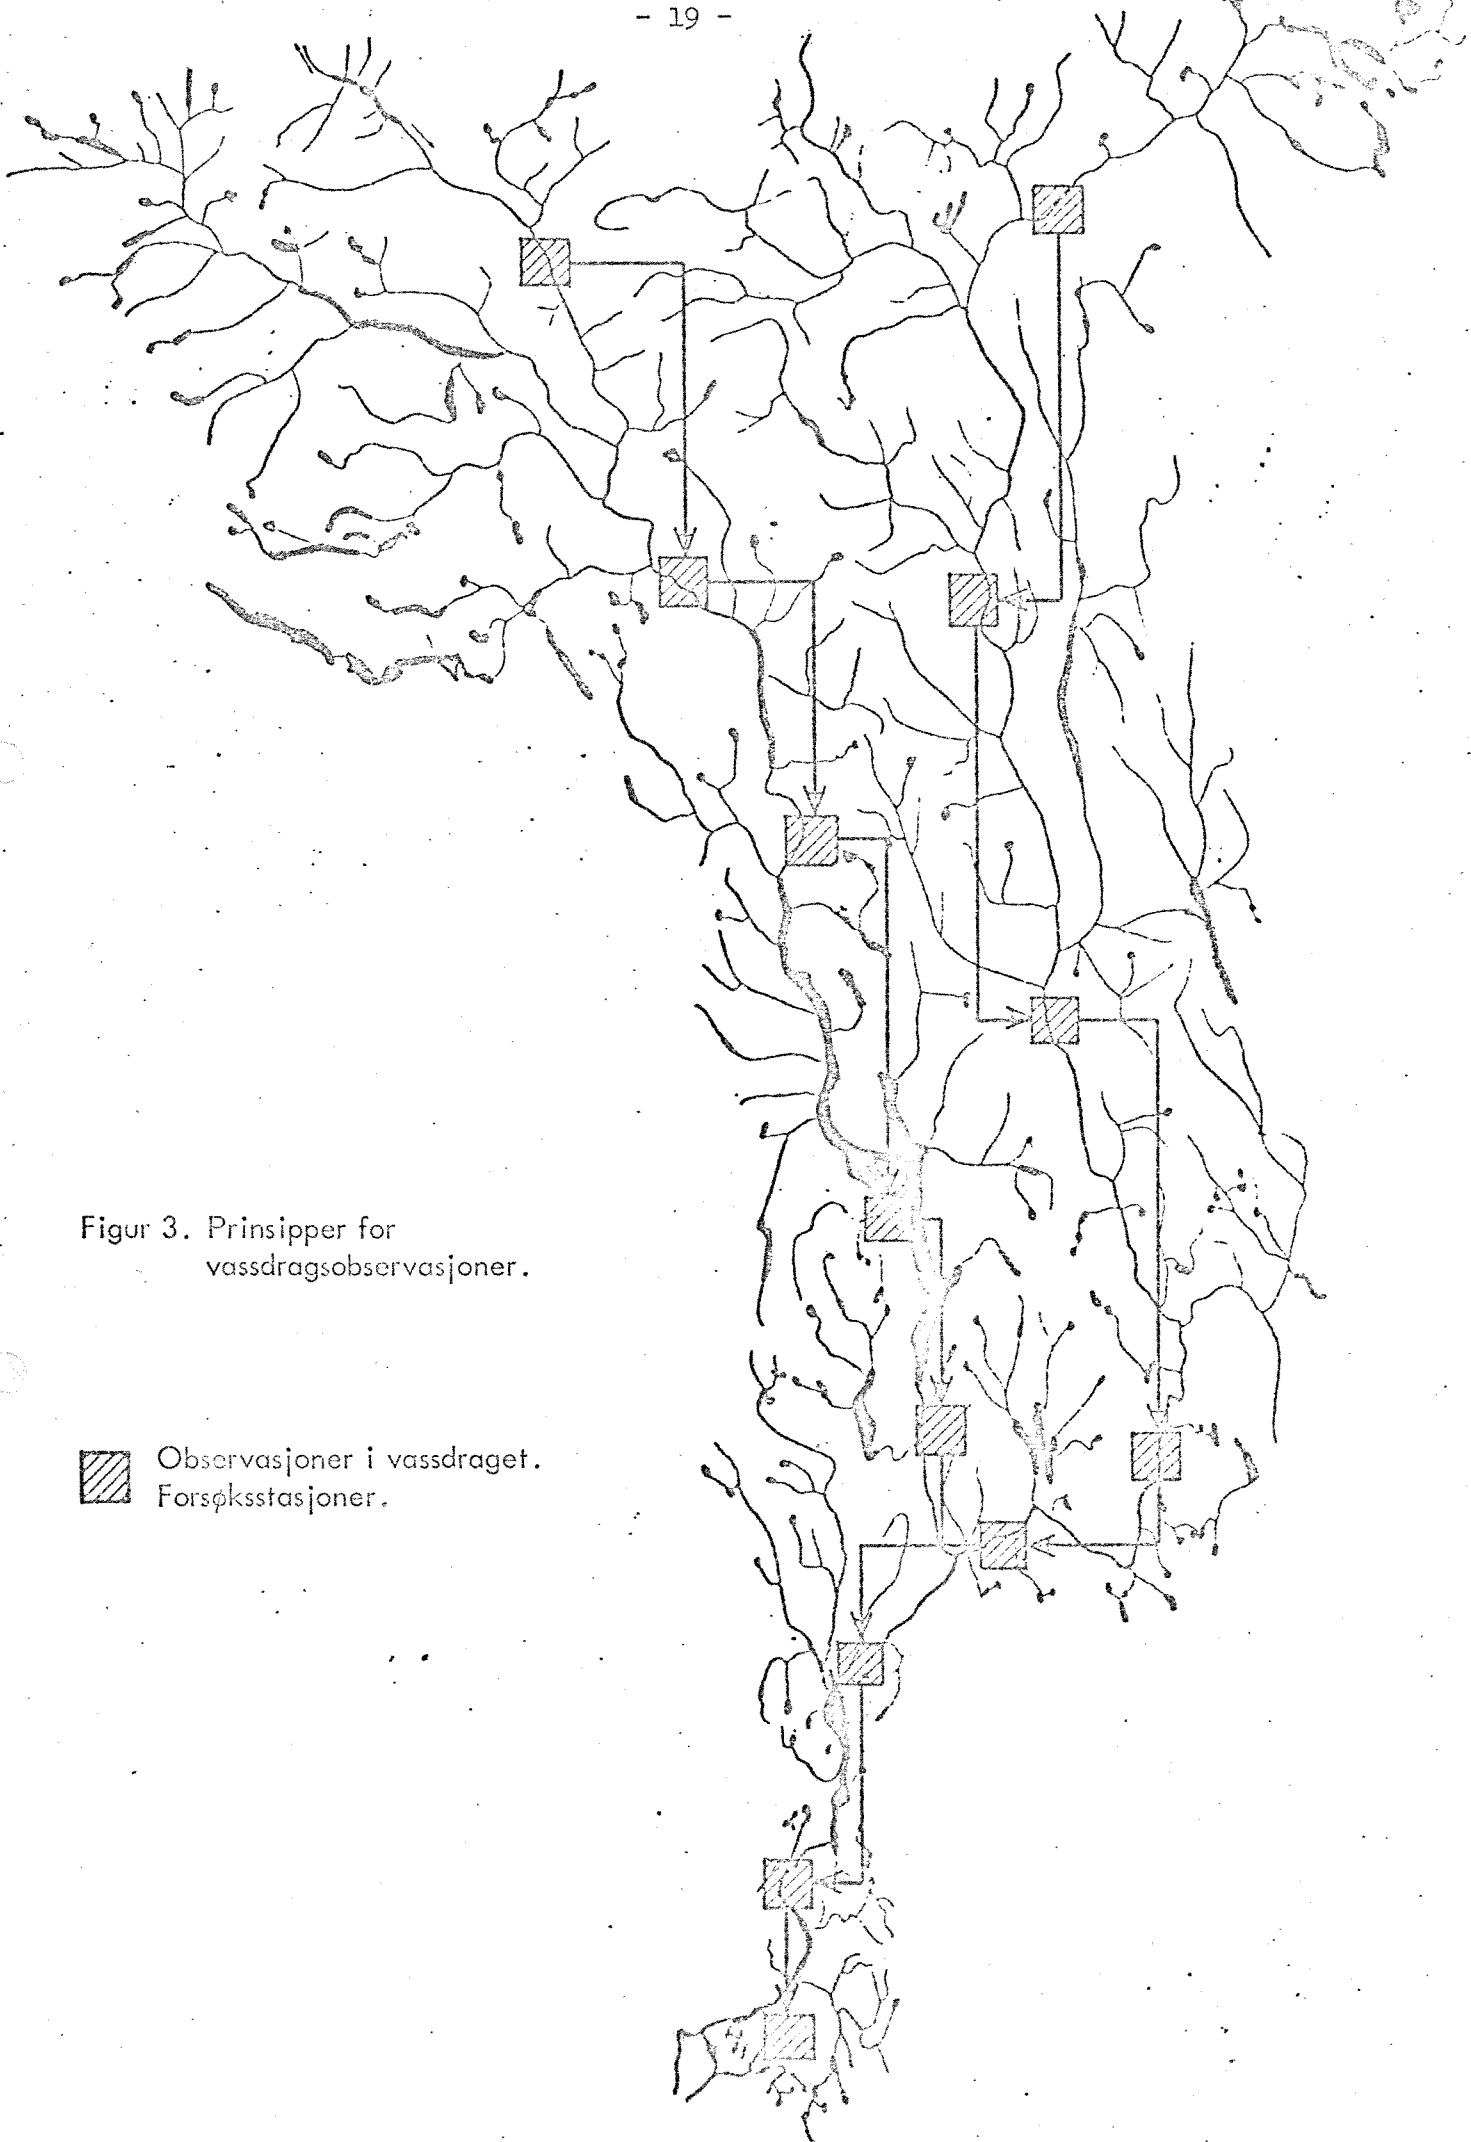 - 19 -
Figur 3. Prinsipper for
vassdragsobservasjoner.
Observasjoner i vassdraget.
Forsøksstasjoner.